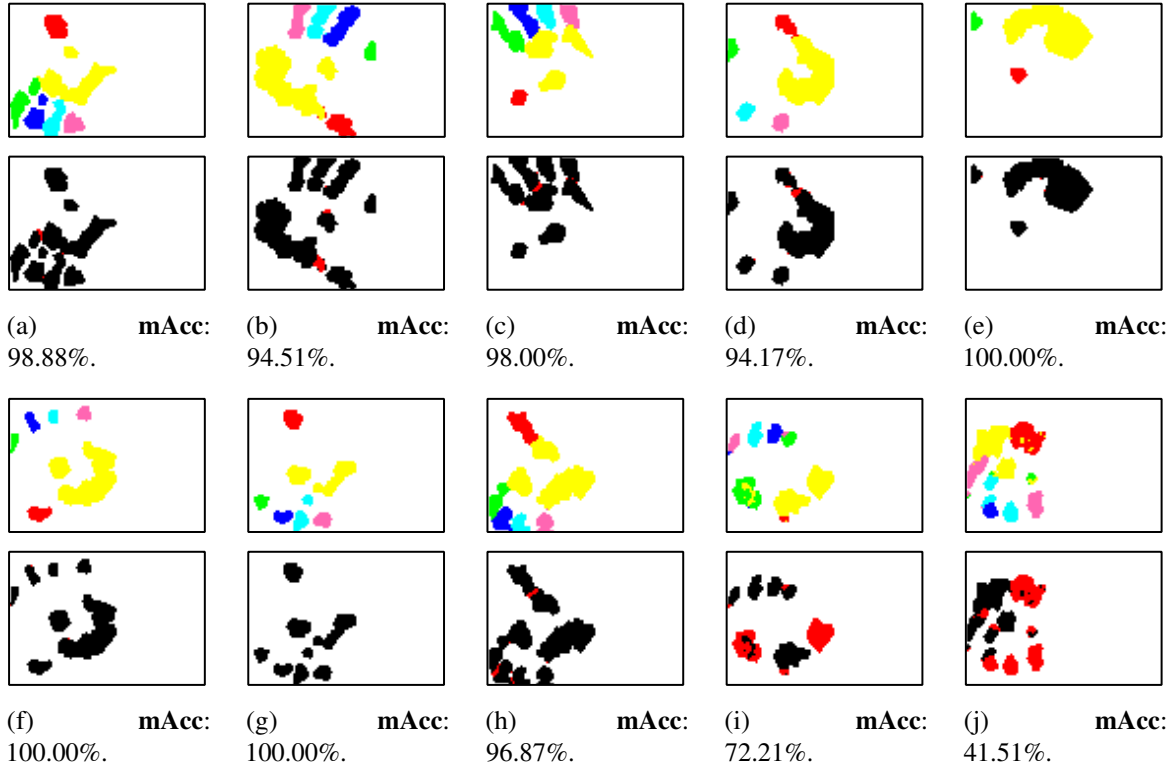 (a) mAcc:
98.88%.
(b) mAcc:
94.51%.
(c) mAcc:
98.00%.
(d) mAcc:
94.17%.
(e) mAcc:
100.00%.
(f) mAcc:
100.00%.
(g) mAcc:
100.00%.
(h) mAcc:
96.87%.
(i) mAcc:
72.21%.
(j) mAcc:
41.51%.